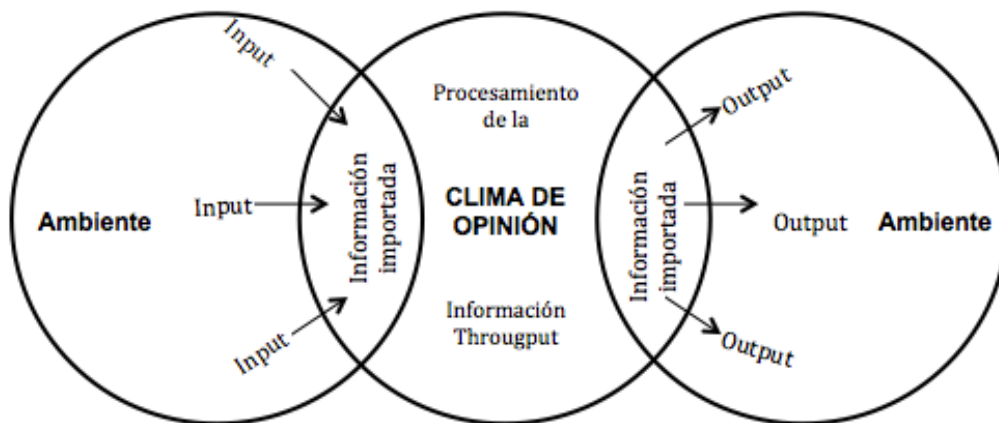 Input
Input
Input
Ambiente
Información
importada
Procesamiento
de la
CLIMA DE
OPINIÓN
Información
Througput
Información
importada
Output
Output
Output
Ambiente